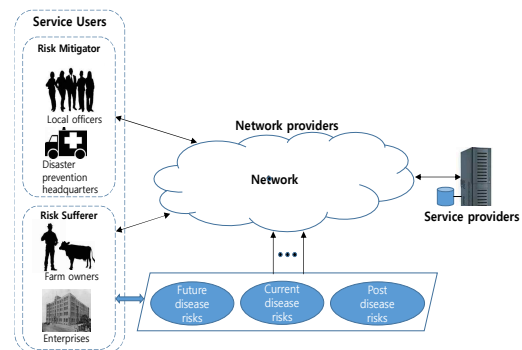 Service Users
Risk Mitigator
Local officers
Disaster
prevention
headquarters
Risk Sufferer
Farm owners
Enterprises
Network providers
Network
Service providers
Future
disease
risks
Current
disease
risks
Post
disease
risks